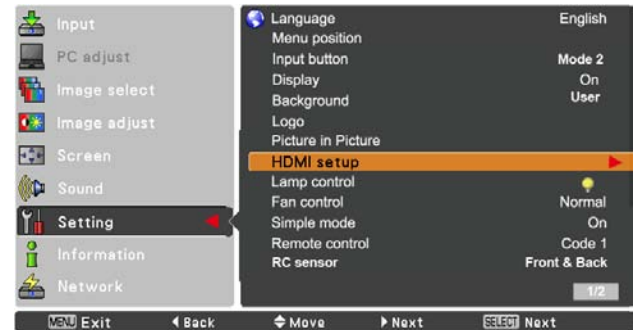 Input
PC adjust
Image select
Image adjust
Screen
Sound
Setting
Information
Network
Language English
Menu position
Input button Mode 2
Display On
Background User
Logo
Picture in Picture
HDMI setup
Lamp control
Fan control Normal
Simple mode On
Remote control Code 1
RC sensor Front & Back
1/2
MENU Exit Back Move Next SELECT Next